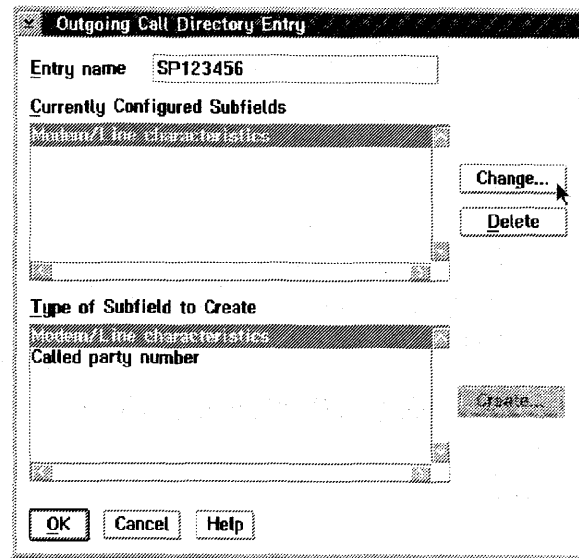 Outgoing Call Directory Entry
Entry name SP123456
Currently Configured Subfields
Modem/Line characteristics
Change...
Delete
Type of Subfield to Create
Modem/Line characteristics
Called party number
Create...
OK Cancel Help